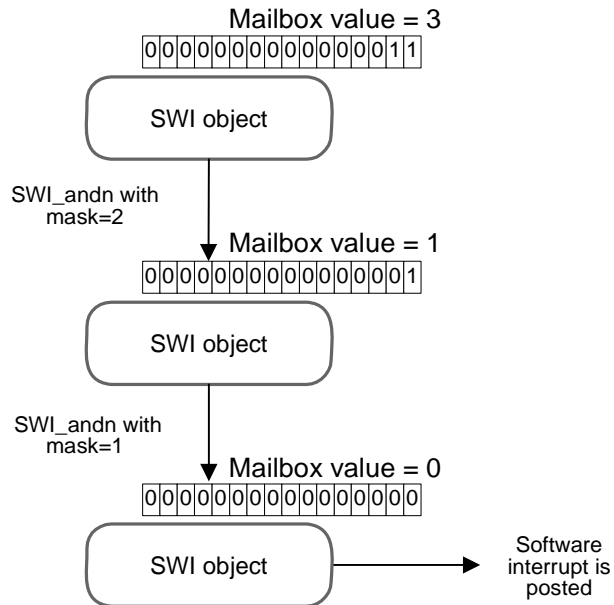 Mailbox value = 3
0000000000000011
SWI object
SWI_andn with
mask=2
Mailbox value = 1
0000000000000001
SWI object
SWI_andn with
mask=1
Mailbox value = 0
0000000000000000
SWI object
Software
interrupt is
posted